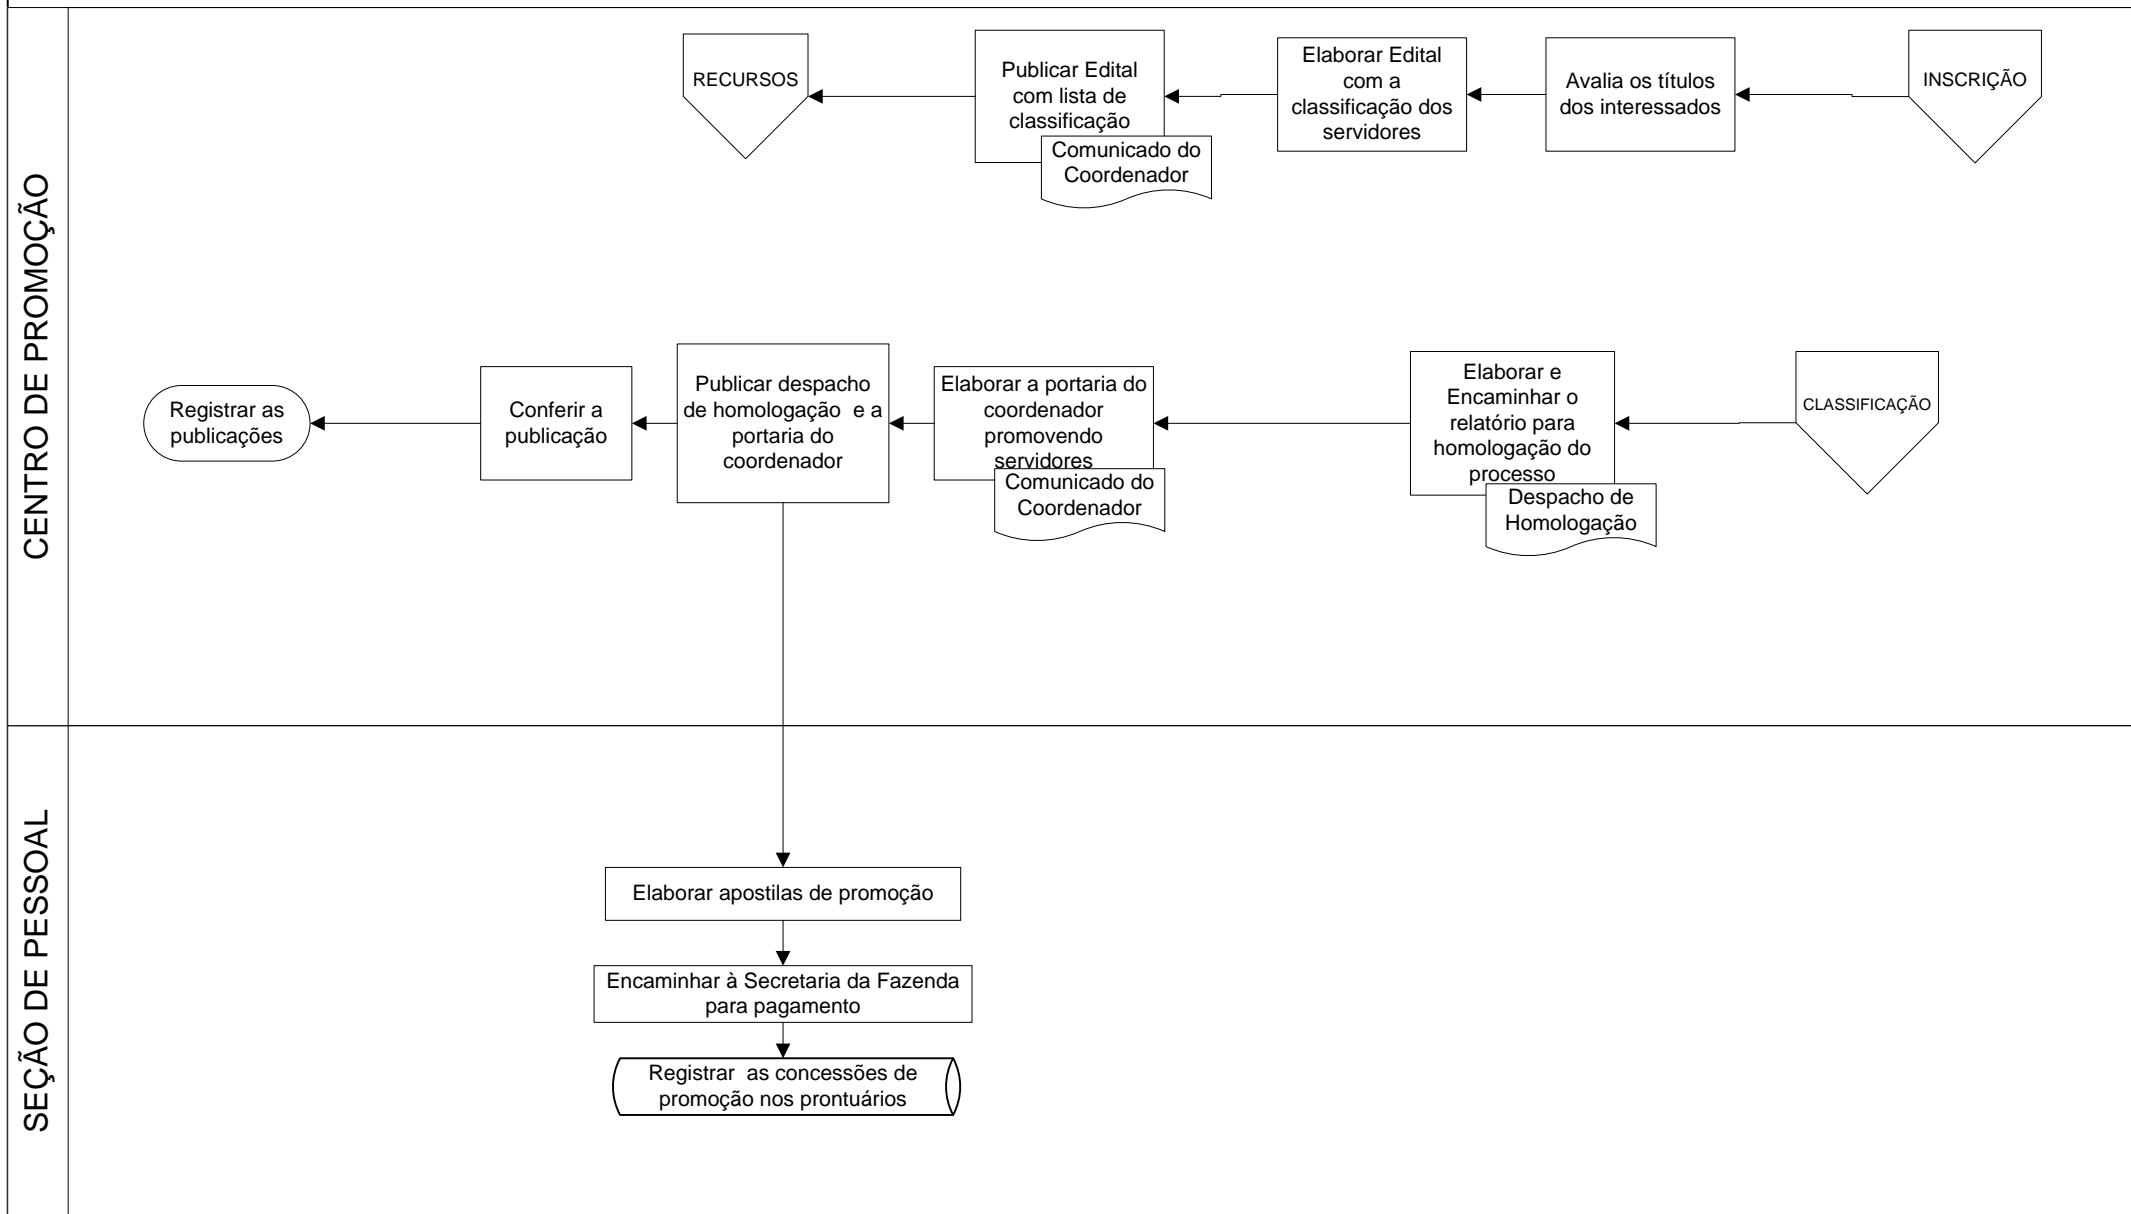 CENTRO DE PROMOÇÃO
RECURSOS
Publicar Edital
com lista de
classificação
Comunicado do
Coordenador
Elaborar Edital
com a
classificação dos
servidores
Avalia os títulos
dos interessados
INSCRIÇÃO
Registrar as
publicações
Conferir a
publicação
Publicar despacho
de homologação e a
portaria do
coordenador
Elaborar a portaria do
coordenador
promovendo
servidores
Comunicado do
Coordenador
Elaborar e
Encaminhar o
relatório para
homologação do
processo
Despacho de
Homologação
CLASSIFICAÇÃO
SEÇÃO DE PESSOAL
Elaborar apostilas de promoção
Encaminhar à Secretaria da Fazenda
para pagamento
Registrar as concessões de
promoção nos prontuários